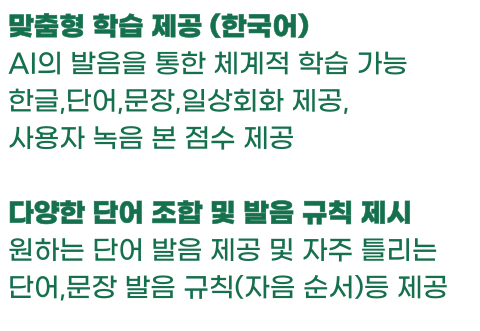 맞춤형 학습 제공 (한국어)
AI의 발음을 통한 체계적 학습 가능
한글,단어,문장,일상회화 제공,
사용자 녹음 본 점수 제공
다양한 단어 조합 및 발음 규칙 제시
원하는 단어 발음 제공 및 자주 틀리는
단어,문장 발음 규칙(자음 순서)등 제공